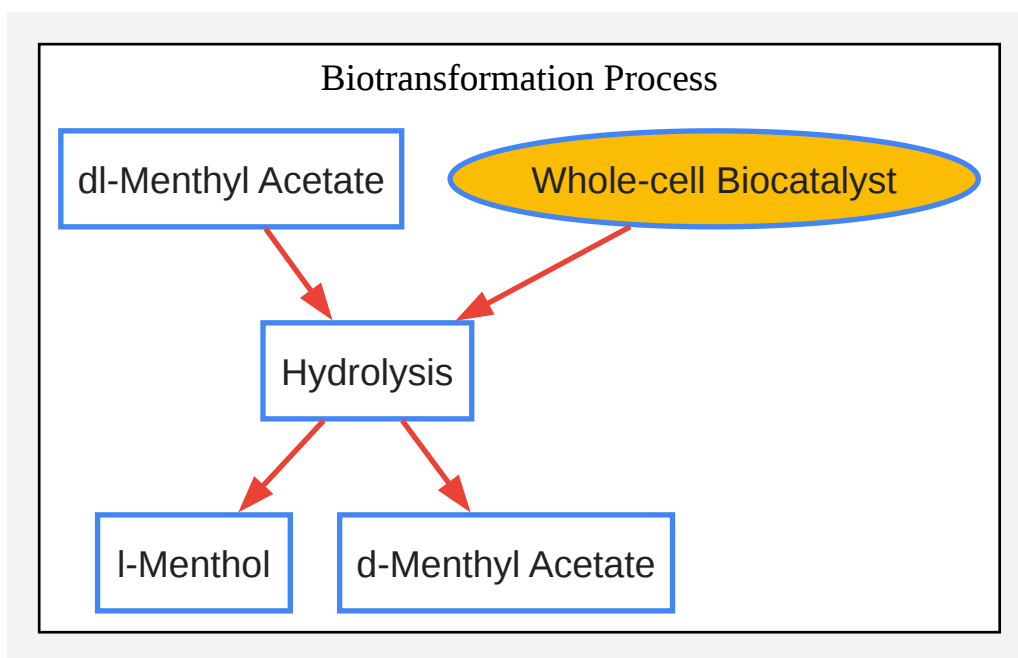 Biotransformation Process
dl-Menthyl Acetate
Whole-cell Biocatalyst
Hydrolysis
l-Menthol
d-Menthyl Acetate